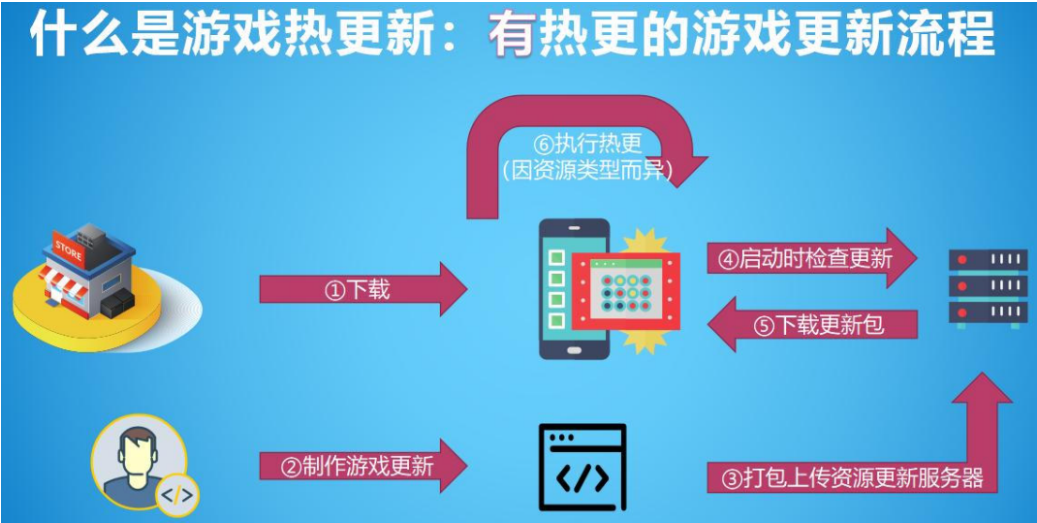 什么是游戏热更新：有热更的游戏更新流程
⑥执行热更
（因资源类型而异）
STORE
①下载
④启动时检查更新
⑤下载更新包
②制作游戏更新
</>
</>
③打包上传资源更新服务器